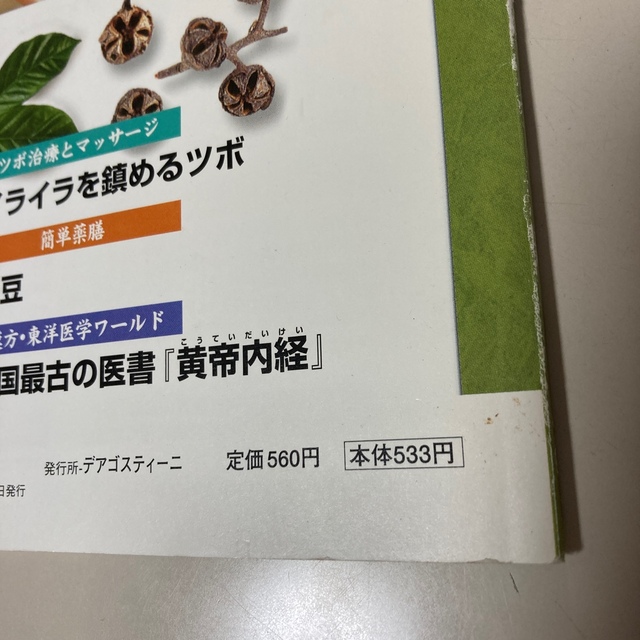 ツボ治療とマッサージ
イライラを鎮めるツボ
簡単薬膳
豆
漢方・東洋医学ワールド
こうていだいけい
国最古の医書『黄帝内経』
発行所-デアゴスティーニ 定価560円 本体533円
日発行